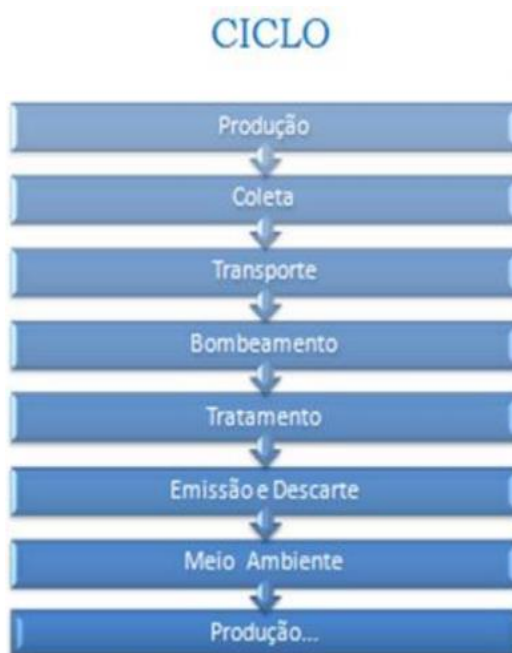 CICLO
Produção
Coleta
Transporte
Bombeamento
Tratamento
Emissão e Descarte
Meio Ambiente
Produção...